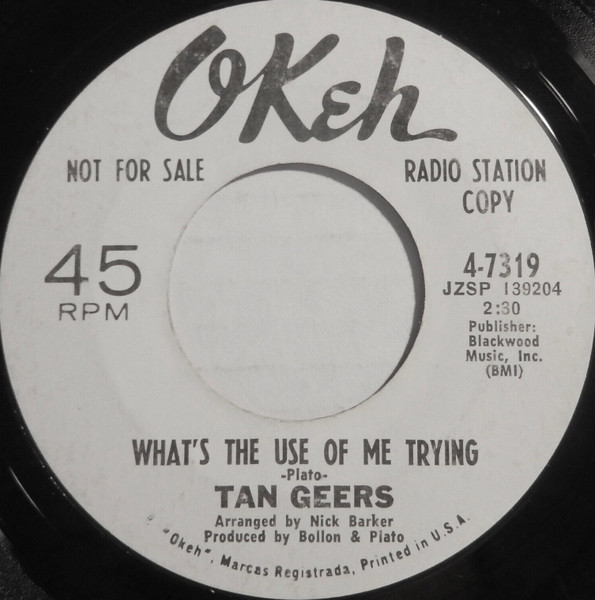 OKeh
NOT FOR SALE
RADIO STATION
COPY
45
RPM
4-7319
JZSP 139204
2:30
Publisher:
Blackwood
Music, Inc.
(BMI)
WHAT'S THE USE OF ME TRYING
-Plato-
TAN GEERS
Arranged by Nick Barker
Produced by Bollon & Plato
"Okeh", Marcas Registrada, Printed in U.S.A.